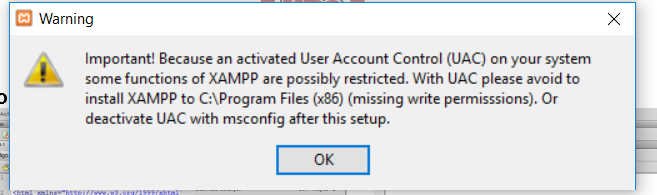 Warning
Important! Because an activated User Account Control (UAC) on your system
some functions of XAMPP are possibly restricted. With UAC please avoid to
install XAMPP to C:\Program Files (x86) (missing write permisssions). Or
deactivate UAC with msconfig after this setup.
OK
<html xmlns="http://www.w3.org/1999/xhtml"